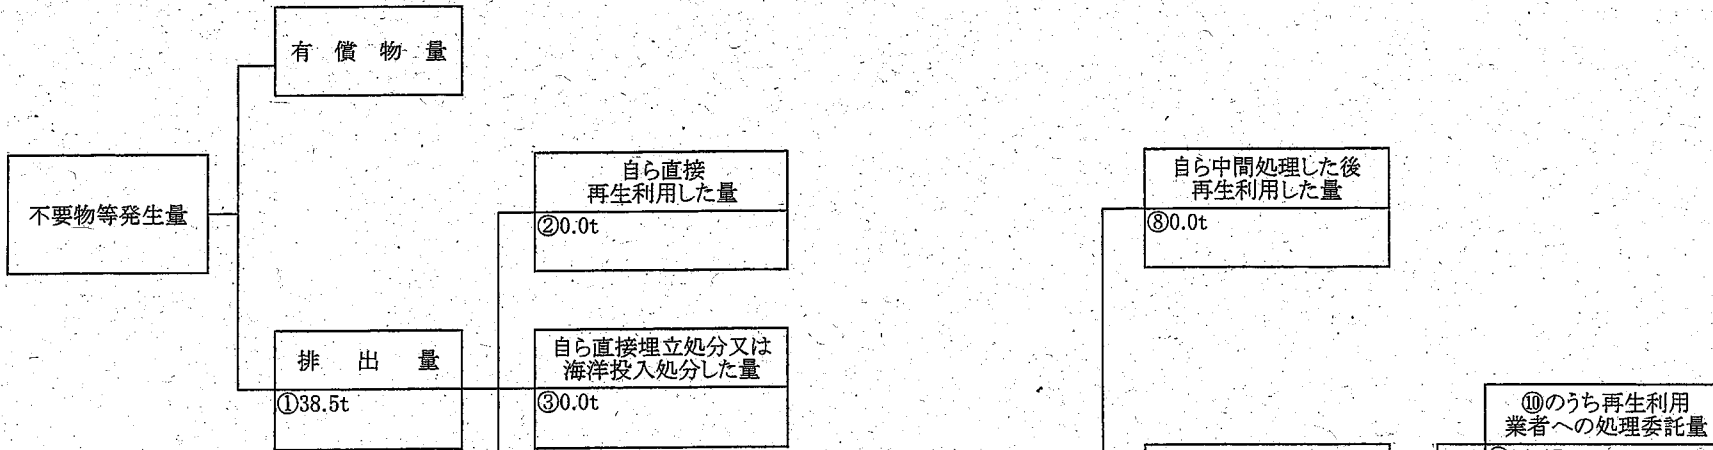 有償物量
自ら直接
再生利用した量
②0.0t
自ら中間処理した後
再生利用した量
⑧0.0t
不要物等発生量
排出量
①38.5t
自ら直接埋立処分又は
海洋投入処分した量
③0.0t
⑩のうち再生利用
業者への処理委託量